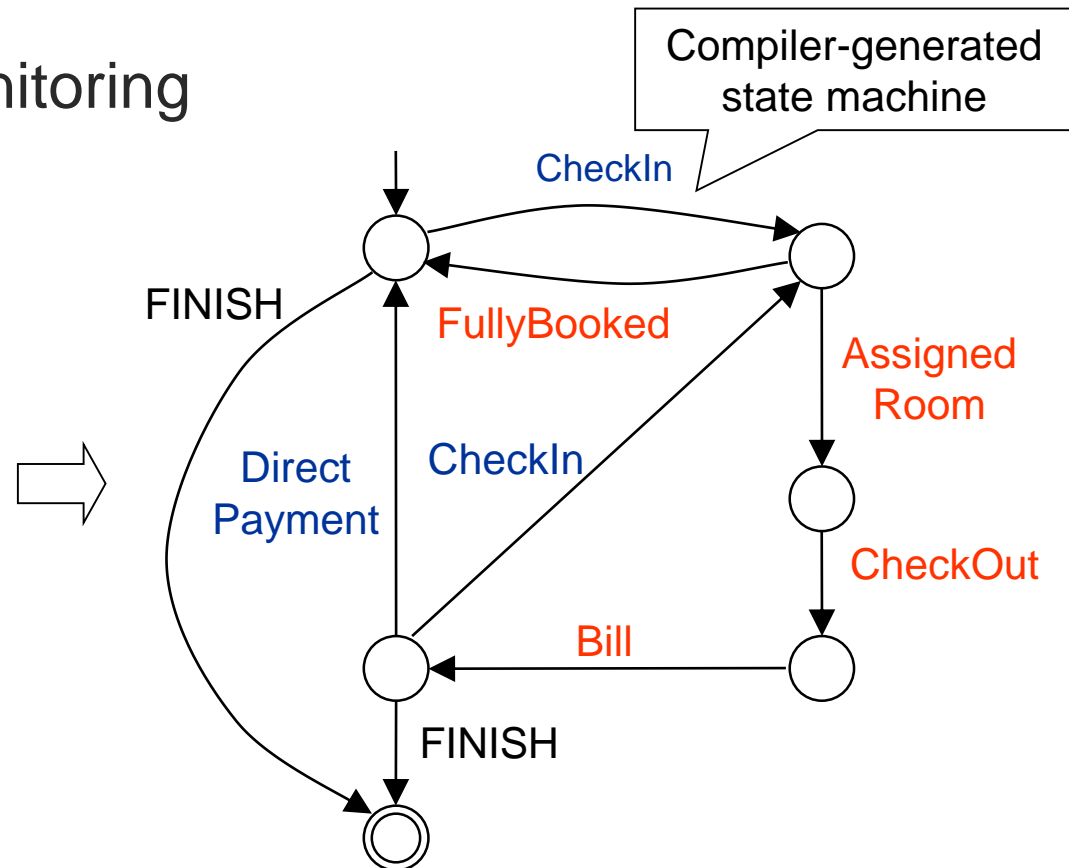 nitoring
Compiler-generated
state machine
CheckIn
FINISH
FullyBooked
Assigned
Room
Direct
Payment
CheckIn
CheckOut
Bill
FINISH